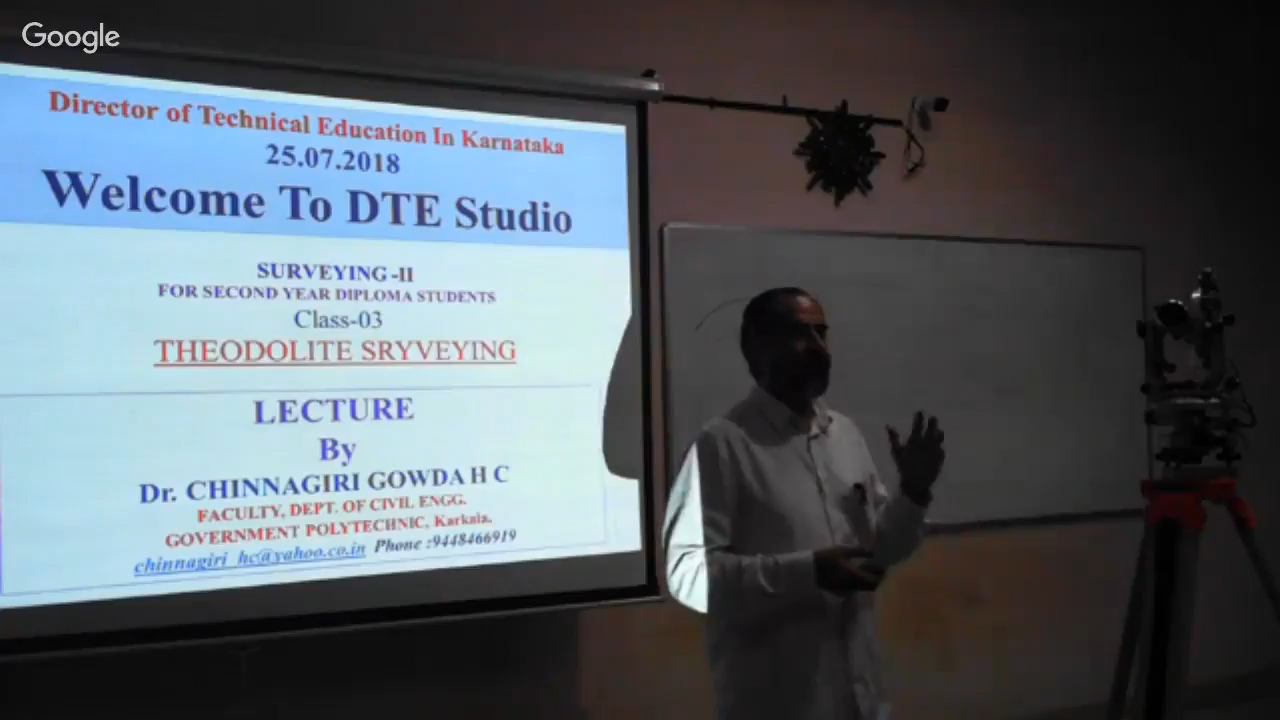 Google
Director of Technical Education In Karnataka
25.07.2018
Welcome To DTE Studio
SURVEYING -II
FOR SECOND YEAR DIPLOMA STUDENTS
Class-03
THEODOLITE SRYVEYING
LECTURE
By
Dr. CHINNAGIRI GOWDA H C
FACULTY, DEPT. OF CIVIL ENGG.
GOVERNMENT POLYTECHNIC, Karkala.
chinnagiri_hc@yahoo.co.in Phone :9448466919